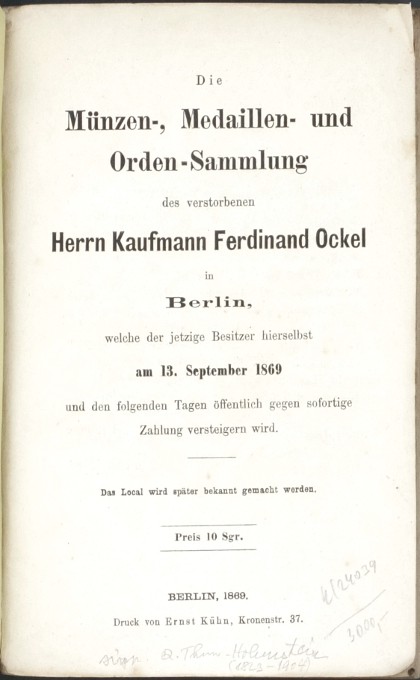 Die
Münzen-, Medaillen- und
Orden-Sammlung
des verstorbenen
Herrn Kaufmann Ferdinand Ockel
in
Berlin,
welche der jetzige Besitzer hierselbst
am 13. September 1869
und den folgenden Tagen öffentlich gegen sofortige
Zahlung versteigern wird.
Das Local wird später bekannt gemacht werden.
Preis 10 Sgr.
BERLIN, 1869.
Druck von Ernst Kühn, Kronenstr. 37.
24039
3000,-